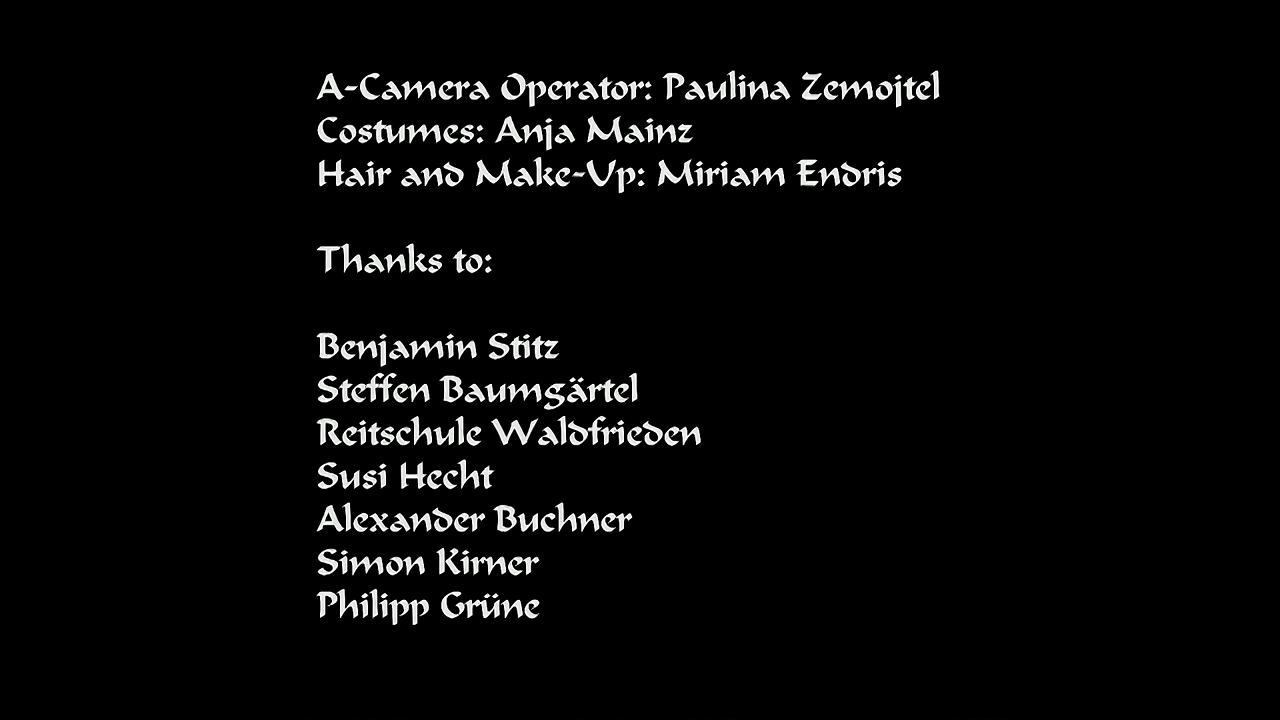 A-Camera Operator: Paulina Zemojtel
Costumes: Anja Mainz
Hair and Make-Up: Miriam Endris
Thanks to:
Benjamin Stitz
Steffen Baumgärtel
Reitschule Waldfrieden
Susi Hecht
Alexander Buchner
Simon Kirner
Philipp Grüne